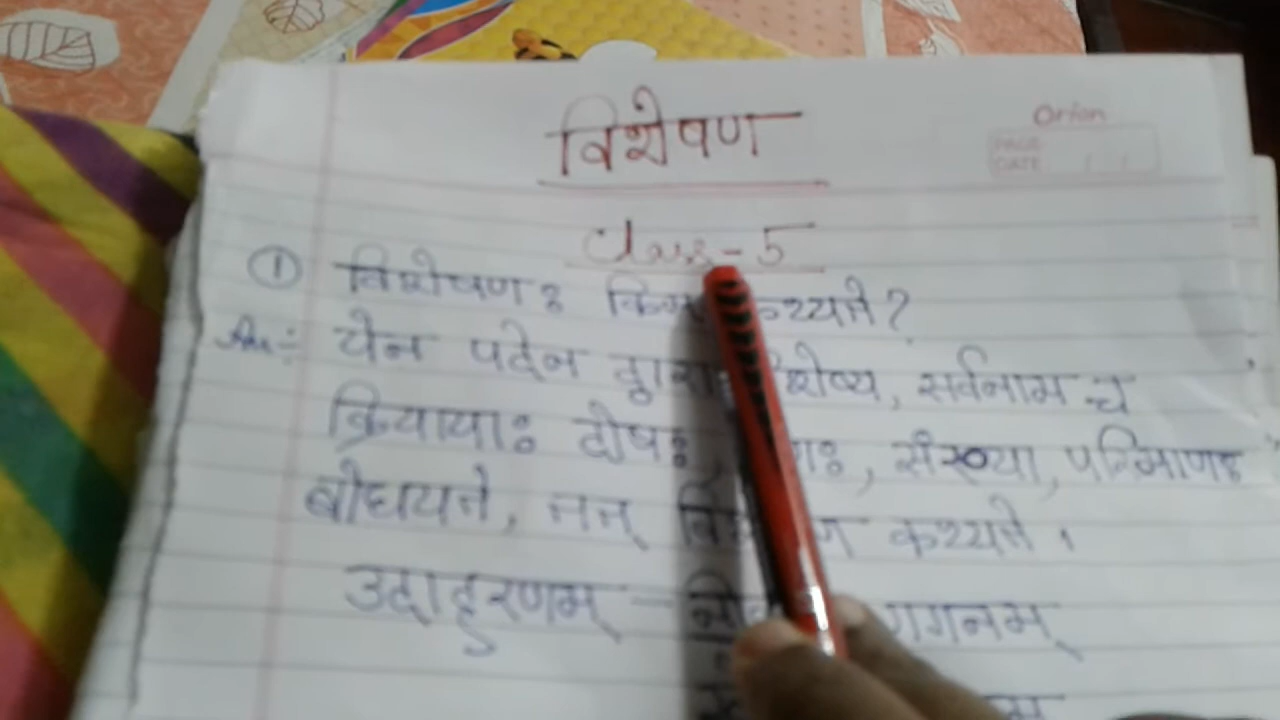 विशेषण
Orion
PAGE
DATE / /
Class-5
① विशेषणः किम कथ्यते?
Ans:- येन पदेन द्वारा विशेष्य, सर्वनाम च
क्रियायाः दोषः, संख्या, परिमाणः
बोधयते, तत् कथ्यते ।
उदाहरणम् — गगनम्